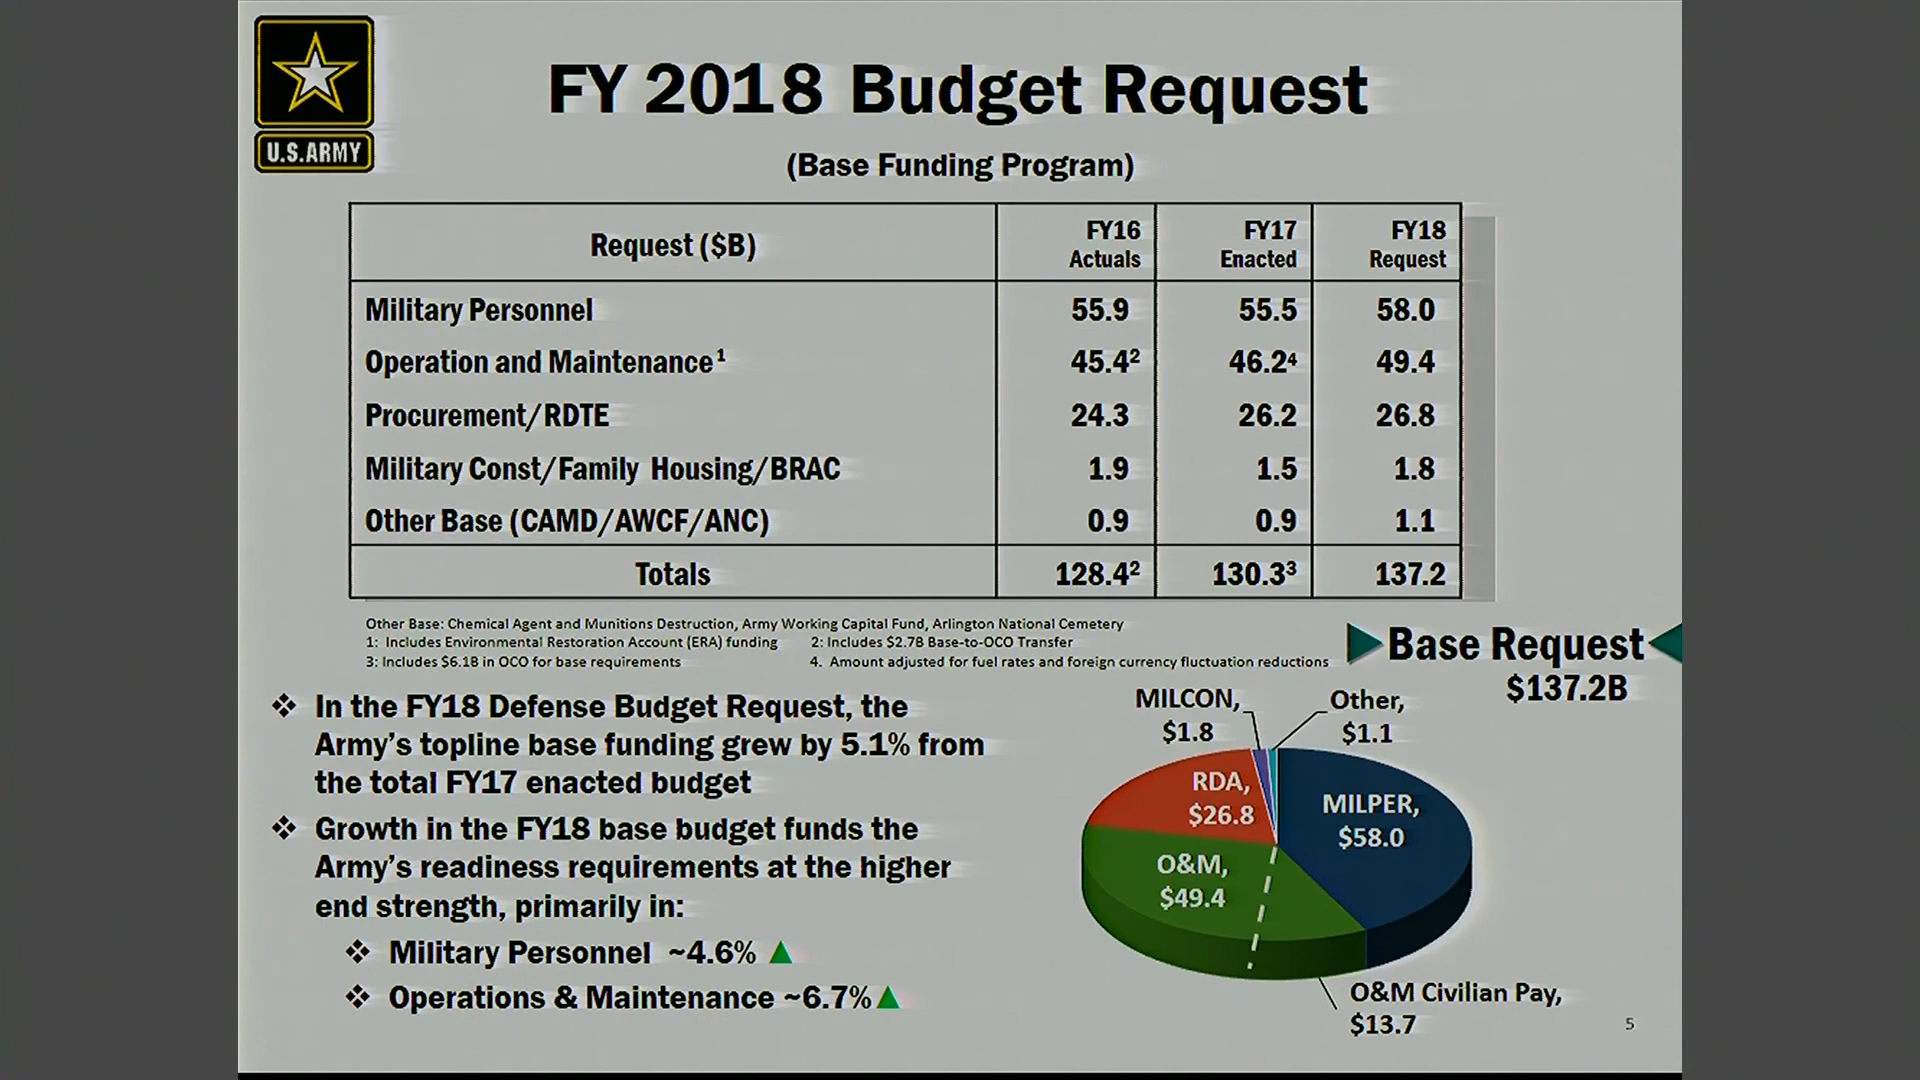 U.S.ARMY
FY 2018 Budget Request
(Base Funding Program)
Request ($B) FY16 Actuals FY17 Enacted FY18 Request
Military Personnel 55.9 55.5 58.0
Operation and Maintenance¹ 45.4² 46.2⁴ 49.4
Procurement/RDTE 24.3 26.2 26.8
Military Const/Family Housing/BRAC 1.9 1.5 1.8
Other Base (CAMD/AWCF/ANC) 0.9 0.9 1.1
Totals 128.4² 130.3³ 137.2
Other Base: Chemical Agent and Munitions Destruction, Army Working Capital Fund, Arlington National Cemetery
1: Includes Environmental Restoration Account (ERA) funding 2: Includes $2.7B Base-to-OCO Transfer
3: Includes $6.1B in OCO for base requirements 4. Amount adjusted for fuel rates and foreign currency fluctuation reductions
❖ In the FY18 Defense Budget Request, the
Army's topline base funding grew by 5.1% from
the total FY17 enacted budget
❖ Growth in the FY18 base budget funds the
Army's readiness requirements at the higher
end strength, primarily in:
❖ Military Personnel ~4.6% ▲
❖ Operations & Maintenance ~6.7% ▲
Base Request
$137.2B
MILCON,
$1.8
Other,
$1.1
RDA,
$26.8
MILPER,
$58.0
O&M,
$49.4
O&M Civilian Pay,
$13.7
5